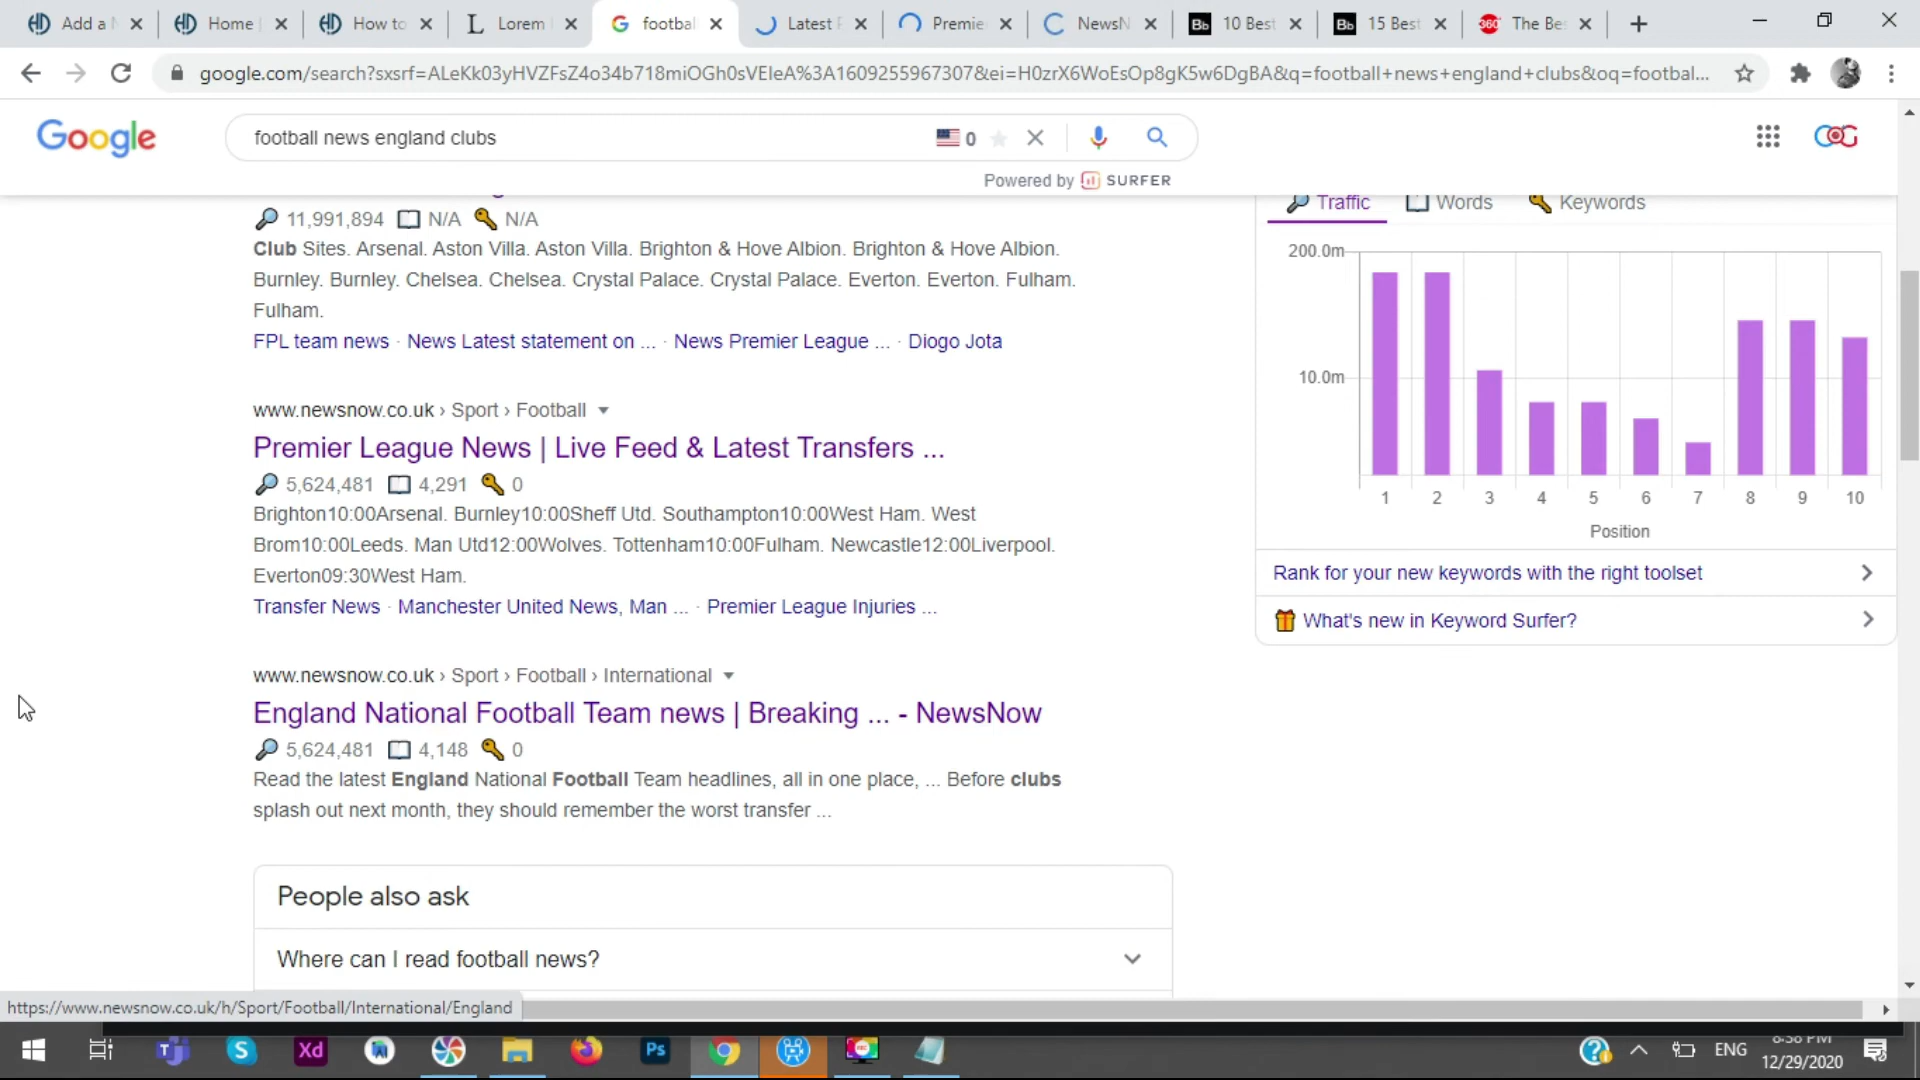 Add a
Home
How to
Lorem
footbal
Latest
Premie
NewsN
10 Best
15 Best
The Be
google.com/search?sxsrf=ALeKk03yHVZFsZ4o34b718miOGh0sVEIeA%3A1609255967307&ei=H0zrX6WoEsOp8gK5w6DgBA&q=football+news+england+clubs&oq=footbal...
Google
football news england clubs
0
Powered by SURFER
11,991,894 N/A N/A
Club Sites. Arsenal. Aston Villa. Aston Villa. Brighton & Hove Albion. Brighton & Hove Albion.
Burnley. Burnley. Chelsea. Chelsea. Crystal Palace. Crystal Palace. Everton. Everton. Fulham.
Fulham.
FPL team news · News Latest statement on ... · News Premier League ... · Diogo Jota
www.newsnow.co.uk › Sport › Football
Premier League News | Live Feed & Latest Transfers ...
5,624,481 4,291 0
Brighton10:00Arsenal. Burnley10:00Sheff Utd. Southampton10:00West Ham. West
Brom10:00Leeds. Man Utd12:00Wolves. Tottenham10:00Fulham. Newcastle12:00Liverpool.
Everton09:30West Ham.
Transfer News · Manchester United News, Man ... · Premier League Injuries ...
www.newsnow.co.uk › Sport › Football › International
England National Football Team news | Breaking ... - NewsNow
5,624,481 4,148 0
Read the latest England National Football Team headlines, all in one place, ... Before clubs
splash out next month, they should remember the worst transfer ...
People also ask
Where can I read football news?
Traffic Words Keywords
200.0m
10.0m
1 2 3 4 5 6 7 8 9 10
Position
Rank for your new keywords with the right toolset
What's new in Keyword Surfer?
https://www.newsnow.co.uk/h/Sport/Football/International/England
Xd
Ps
ENG
8:38 PM
12/29/2020